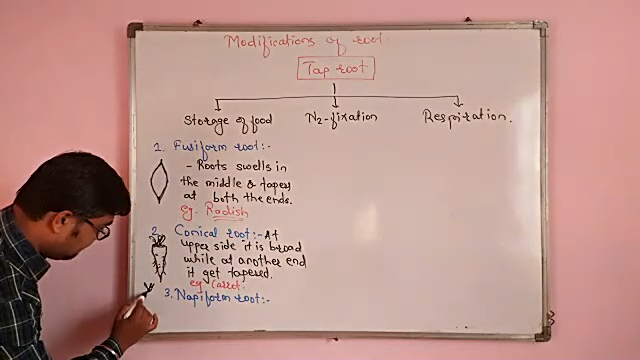 Modifications of root.
Tap root
Storage of food
N2-fixation
Respiration.
1. Fusiform root:-
- Roots swells in
the middle & tapers
at both the ends.
eg. Radish
2. Conical root:- At
upper side it is broad
while at another end
it get tapered.
eg Carrot.
3. Napiform root:-